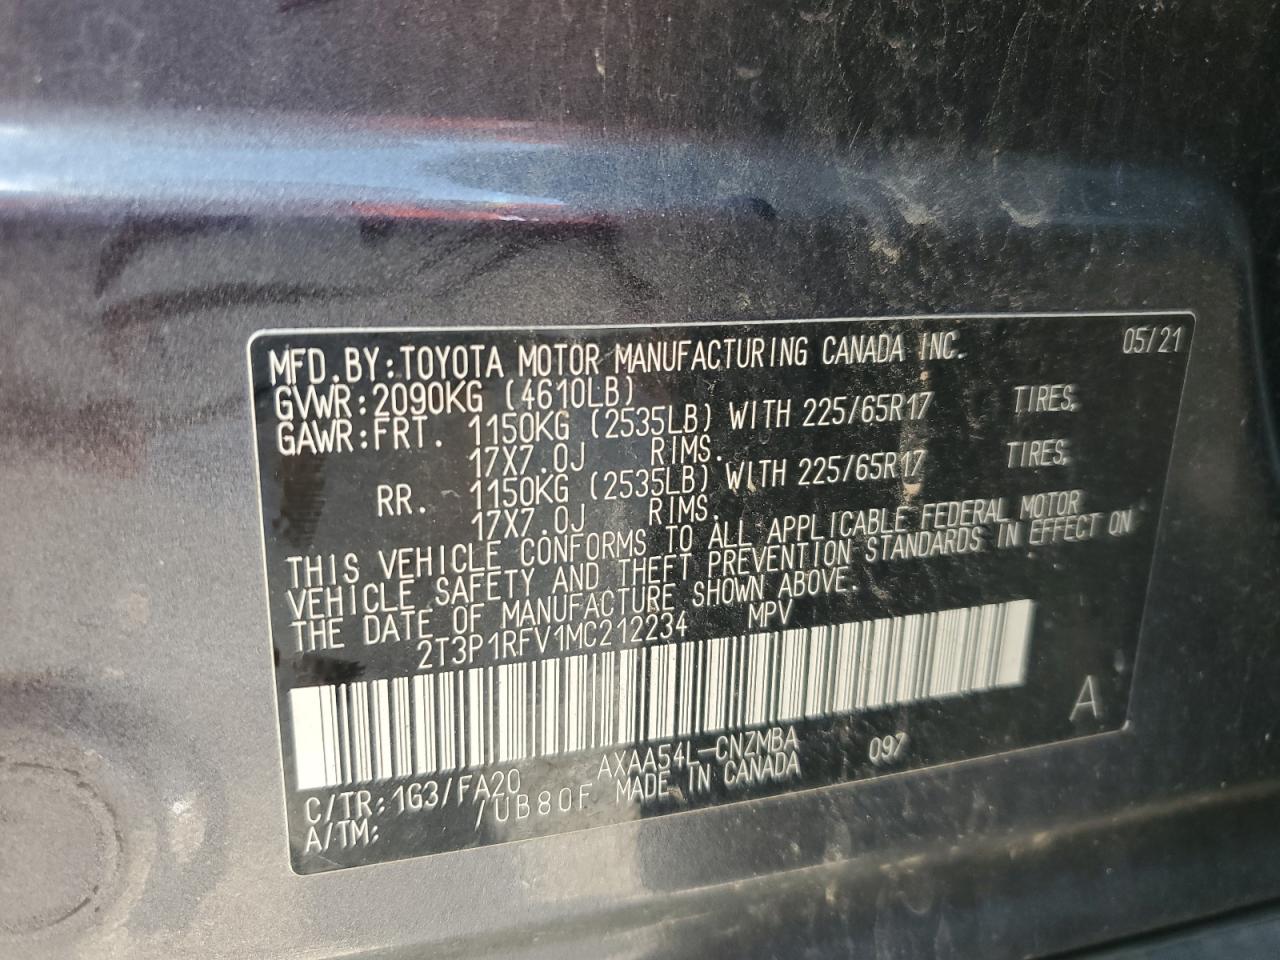 MFD.BY:TOYOTA MOTOR MANUFACTURING CANADA INC. 05/21
GVWR:2090KG (4610LB)
GAWR:FRT. 1150KG (2535LB) WITH 225/65R17 TIRES,
17X7.0J RIMS.
RR. 1150KG (2535LB) WITH 225/65R17 TIRES,
17X7.0J RIMS.
THIS VEHICLE CONFORMS TO ALL APPLICABLE FEDERAL MOTOR
VEHICLE SAFETY AND THEFT PREVENTION STANDARDS IN EFFECT ON
THE DATE OF MANUFACTURE SHOWN ABOVE.
2T3P1RFV1MC212234 MPV
A
C/TR:1G3/FA20 AXAA54L-CNZMBA 097
A/TM: /UB80F MADE IN CANADA